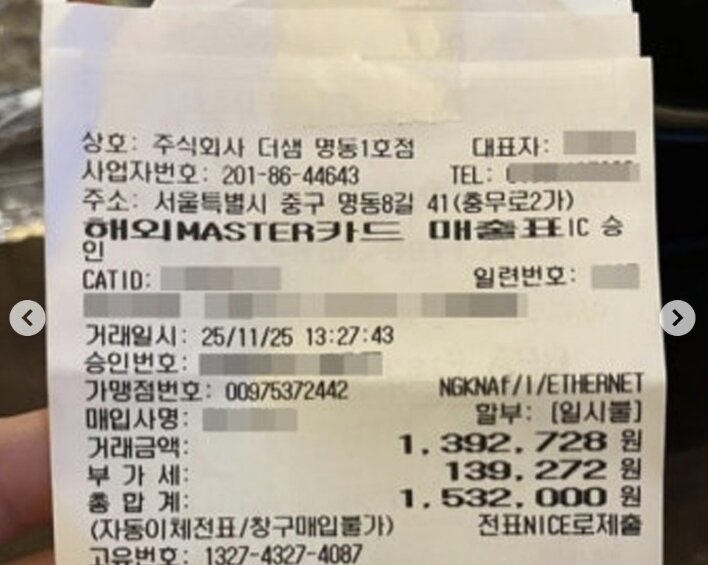 상호: 주식회사 더샘 명동1호점 대표자:
사업자번호: 201-86-44643 TEL:
주소: 서울특별시 중구 명동8길 41(충무로2가)
해외MASTER카드 매출표IC 승
인
CATID: 일련번호:
거래일시: 25/11/25 13:27:43
승인번호:
가맹점번호: 00975372442 NGKNAf/I/ETHERNET
매입사명: 할부: [일시불]
거래금액: 1,392,728 원
부 가 세: 139,272 원
총 합 계: 1,532,000 원
(자동이체전표/창구매입불가) 전표NICE로제출
고유번호: 1327-4327-4087